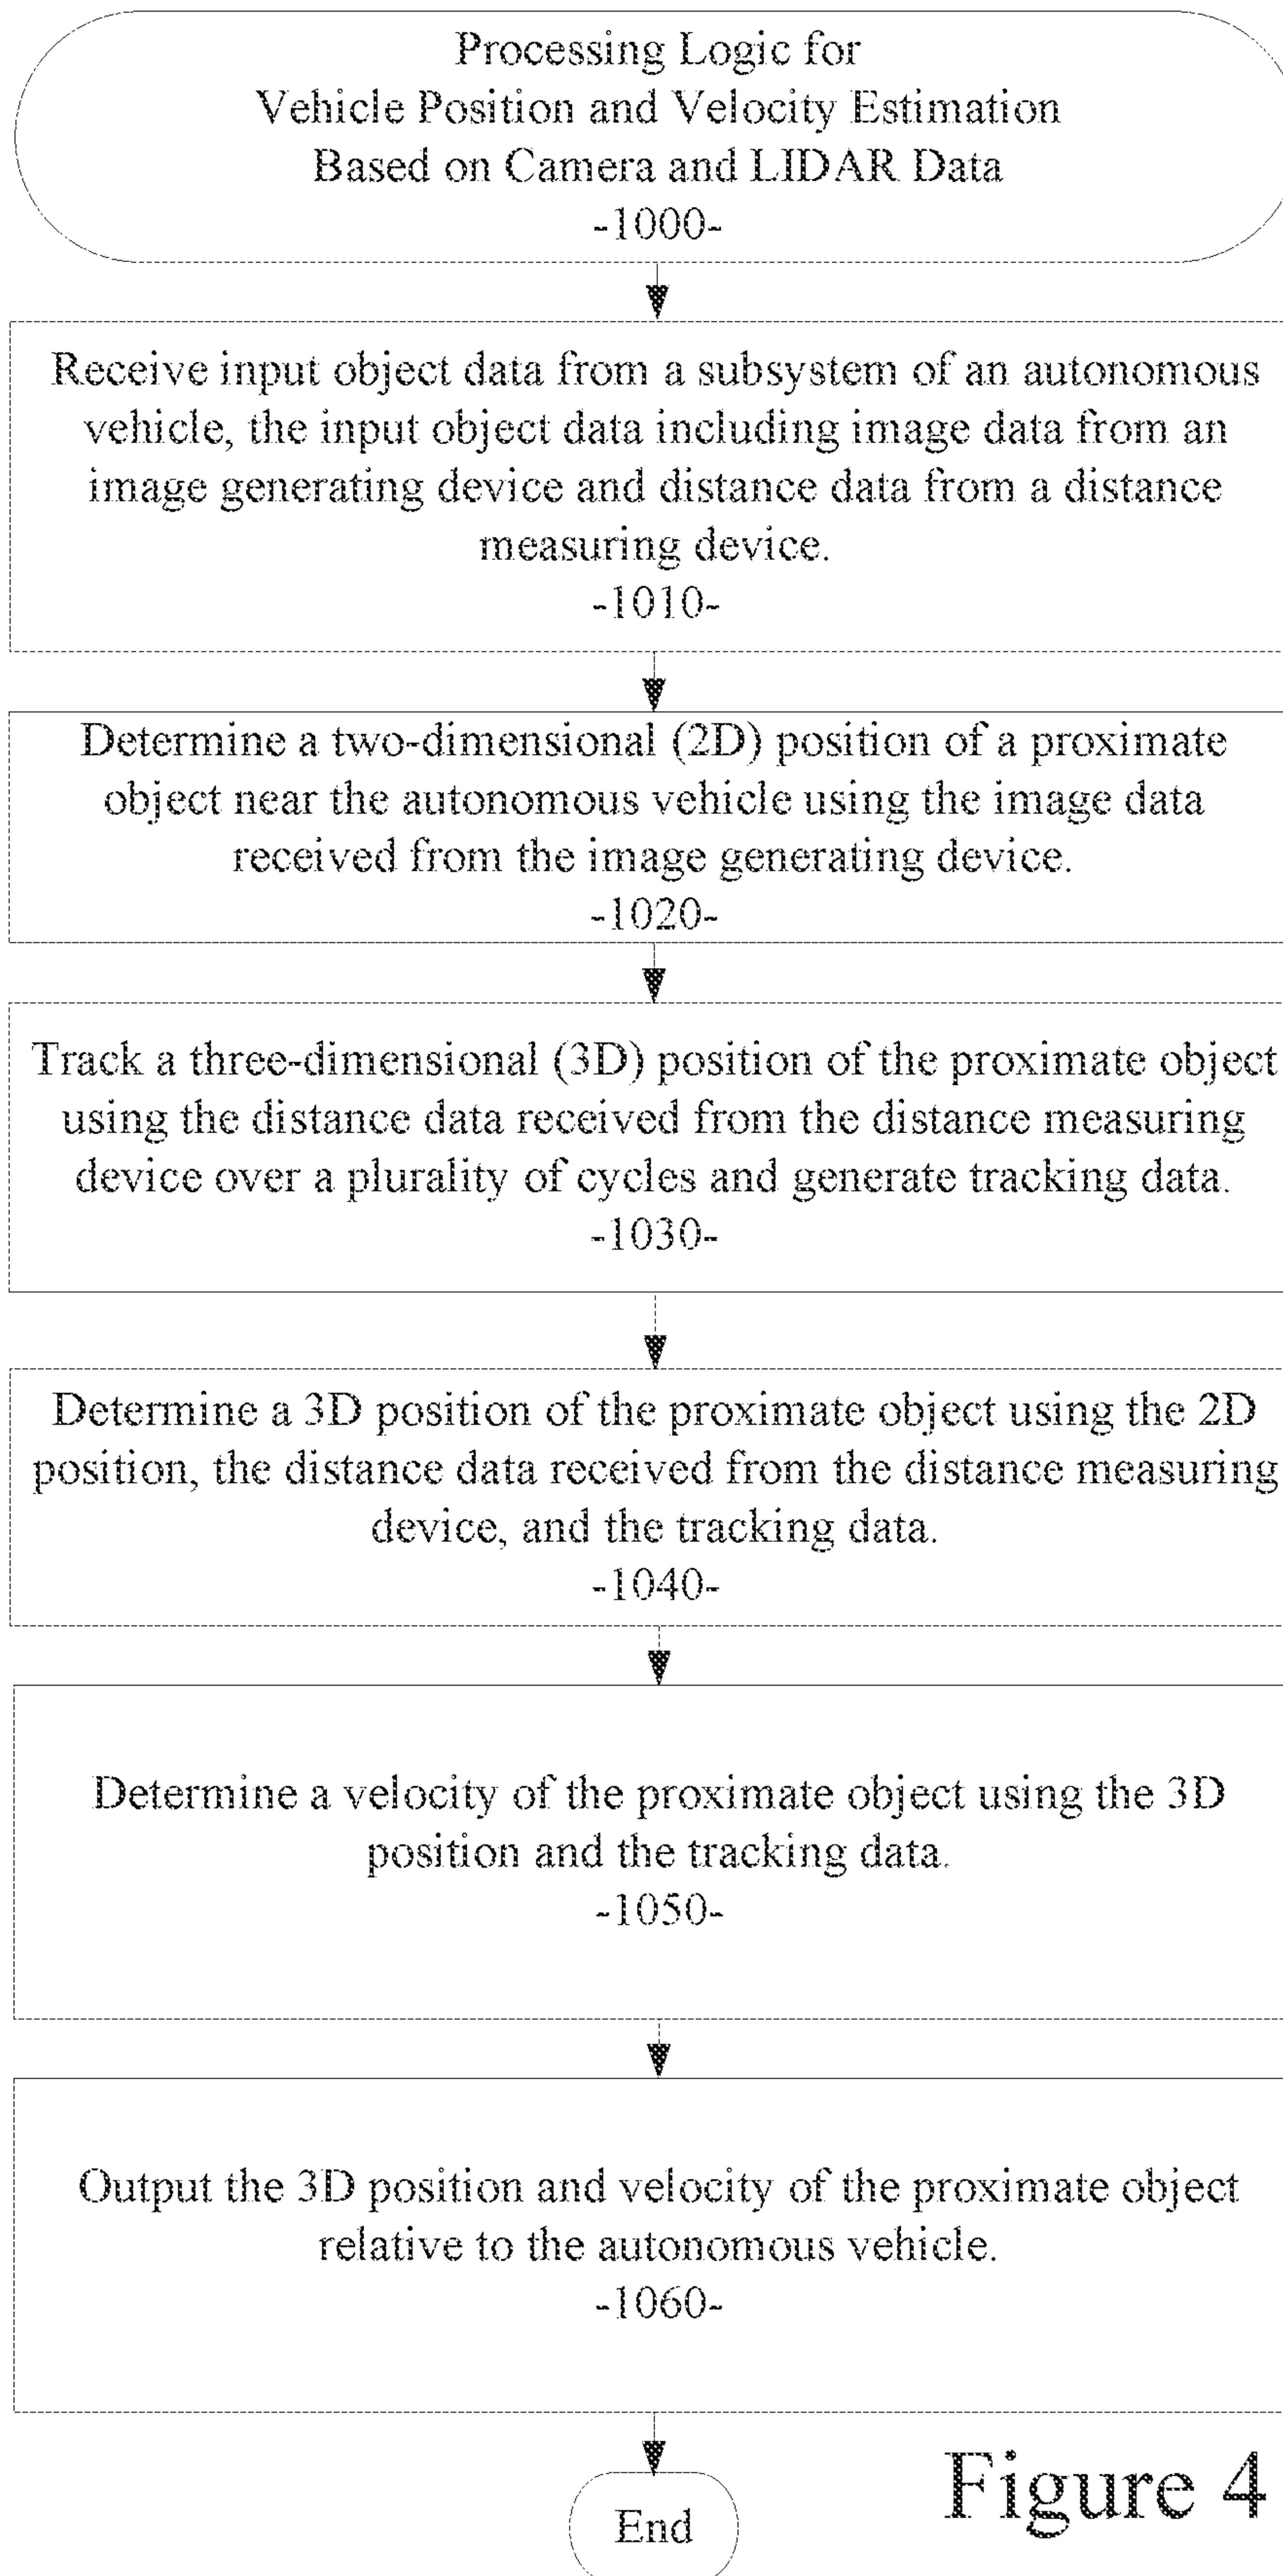 Processing Logic for
Vehicle Position and Velocity Estimation
Based on Camera and LIDAR Data
-1000-
Receive input object data from a subsystem of an autonomous
vehicle, the input object data including image data from an
image generating device and distance data from a distance
measuring device.
-1010-
Determine a two-dimensional (2D) position of a proximate
object near the autonomous vehicle using the image data
received from the image generating device.
-1020-
Track a three-dimensional (3D) position of the proximate object
using the distance data received from the distance measuring
device over a plurality of cycles and generate tracking data.
-1030-
Determine a 3D position of the proximate object using the 2D
position, the distance data received from the distance measuring
device, and the tracking data.
-1040-
Determine a velocity of the proximate object using the 3D
position and the tracking data.
-1050-
Output the 3D position and velocity of the proximate object
relative to the autonomous vehicle.
-1060-
End
Figure 4